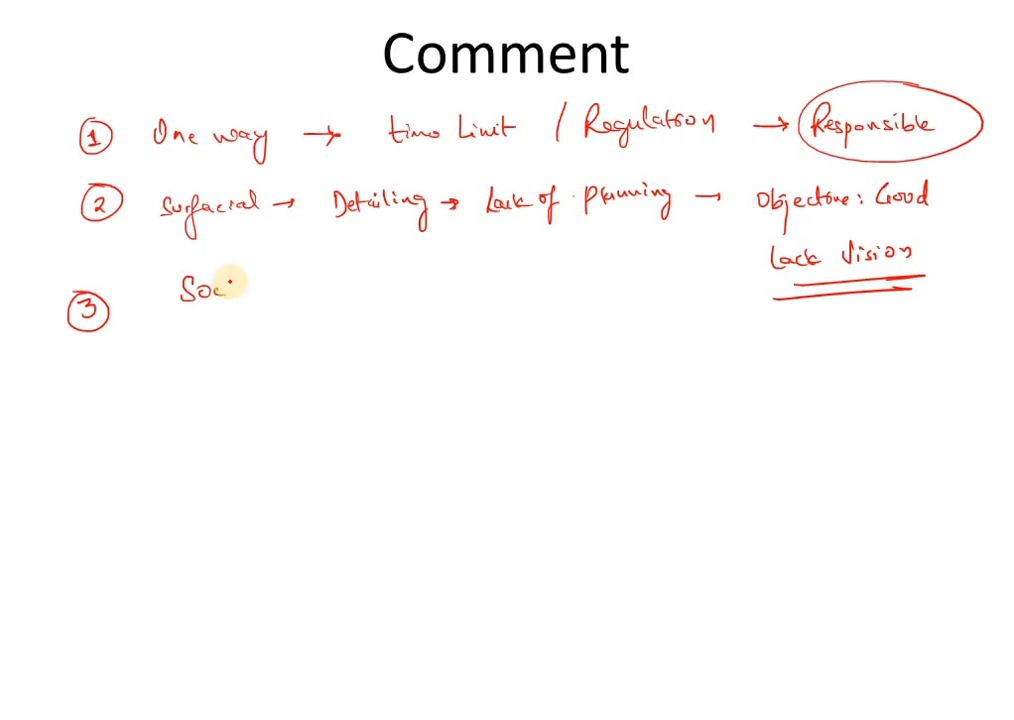 Comment
1 One way → time Limit / Regulation → Responsible
2 Surfacial → Detailing → Lack of planning → Objective: Good
Lack Vision
3 Soc